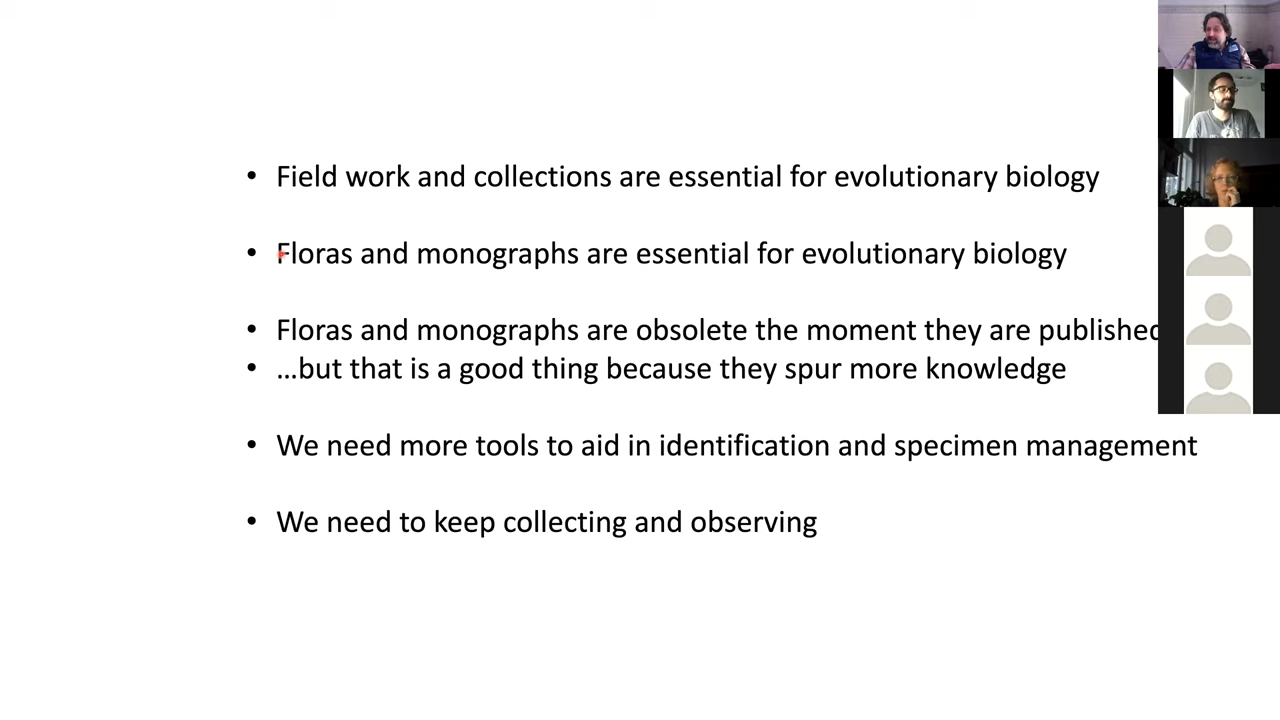 • Field work and collections are essential for evolutionary biology
• Floras and monographs are essential for evolutionary biology
• Floras and monographs are obsolete the moment they are published
• …but that is a good thing because they spur more knowledge
• We need more tools to aid in identification and specimen management
• We need to keep collecting and observing